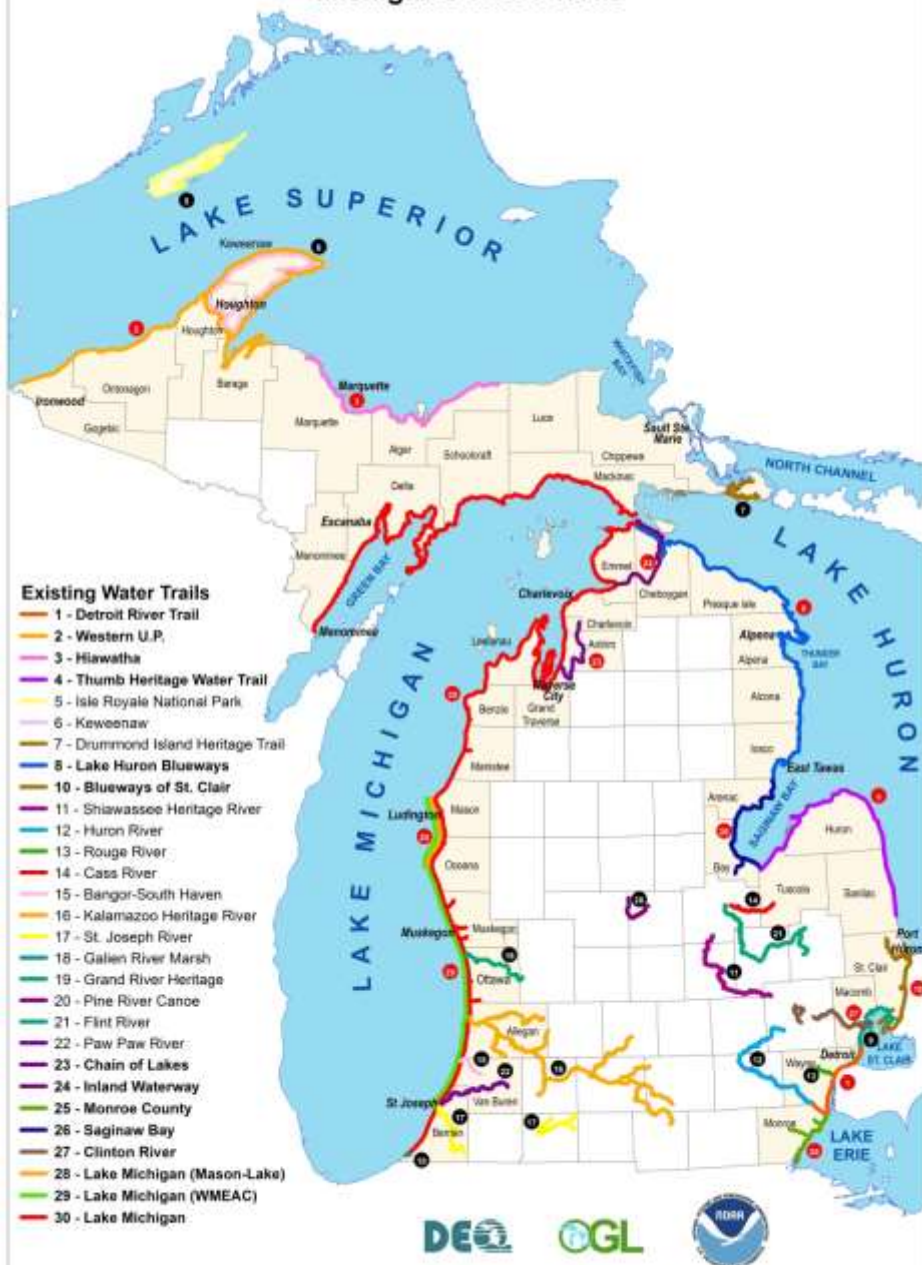 LAKE SUPERIOR
Keweenaw
Houghton
Houghton
Ontonagon
Baraga
Ironwood
Gogebic
Marquette
Marquette
Alger
Schoolcraft
Luce
WHITEFISH BAY
Sault Ste. Marie
Chippewa
Mackinac
NORTH CHANNEL
Delta
Escanaba
Menominee
GREEN BAY
Menominee
LAKE HURON
Emmet
Cheboygan
Presque Isle
Charlevoix
Charlevoix
Antrim
Leelanau
Alpena
Alpena
THUNDER BAY
Traverse City
Benzie
Grand Traverse
Alcona
Manistee
Iosco
East Tawas
LAKE MICHIGAN
Arenac
SAGINAW BAY
Ludington
Mason
Huron
Oceana
Bay
Tuscola
Sanilac
Muskegon
Muskegon
Port Huron
Ottawa
St. Clair
Macomb
Allegan
Detroit
LAKE ST. CLAIR
Wayne
St Joseph
Van Buren
Berrien
Monroe
LAKE ERIE
Existing Water Trails
1 - Detroit River Trail
2 - Western U.P.
3 - Hiawatha
4 - Thumb Heritage Water Trail
5 - Isle Royale National Park
6 - Keweenaw
7 - Drummond Island Heritage Trail
8 - Lake Huron Blueways
10 - Blueways of St. Clair
11 - Shiawassee Heritage River
12 - Huron River
13 - Rouge River
14 - Cass River
15 - Bangor-South Haven
16 - Kalamazoo Heritage River
17 - St. Joseph River
18 - Galien River Marsh
19 - Grand River Heritage
20 - Pine River Canoe
21 - Flint River
22 - Paw Paw River
23 - Chain of Lakes
24 - Inland Waterway
25 - Monroe County
26 - Saginaw Bay
27 - Clinton River
28 - Lake Michigan (Mason-Lake)
29 - Lake Michigan (WMEAC)
30 - Lake Michigan
DEQ
OGL
NOAA